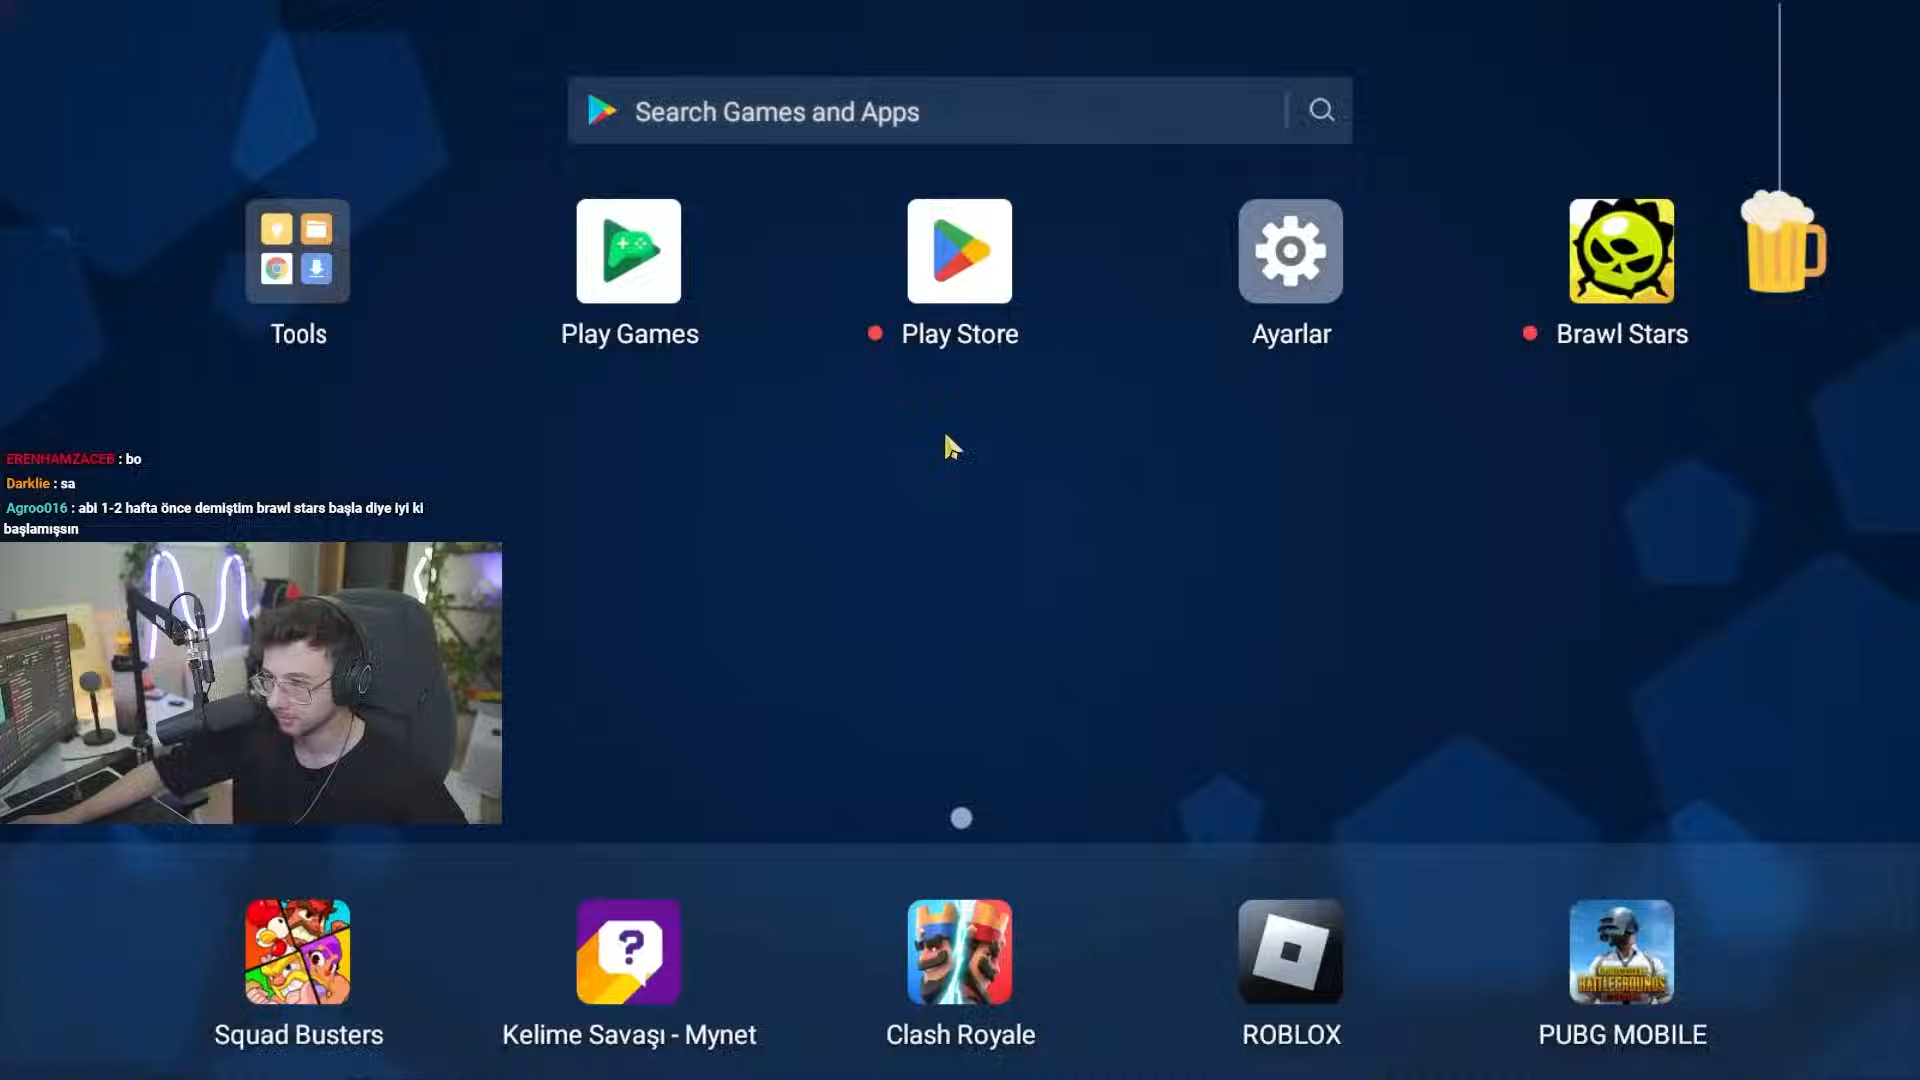 Search Games and Apps
Tools
Play Games
Play Store
Ayarlar
Brawl Stars
ERENHAMZACEB : bo
Darklie : sa
Agroo016 : abi 1-2 hafta önce demiştim brawl stars başla diye iyi ki
başlamışsın
Squad Busters
Kelime Savaşı - Mynet
Clash Royale
ROBLOX
PUBG MOBILE
BATTLEGROUNDS